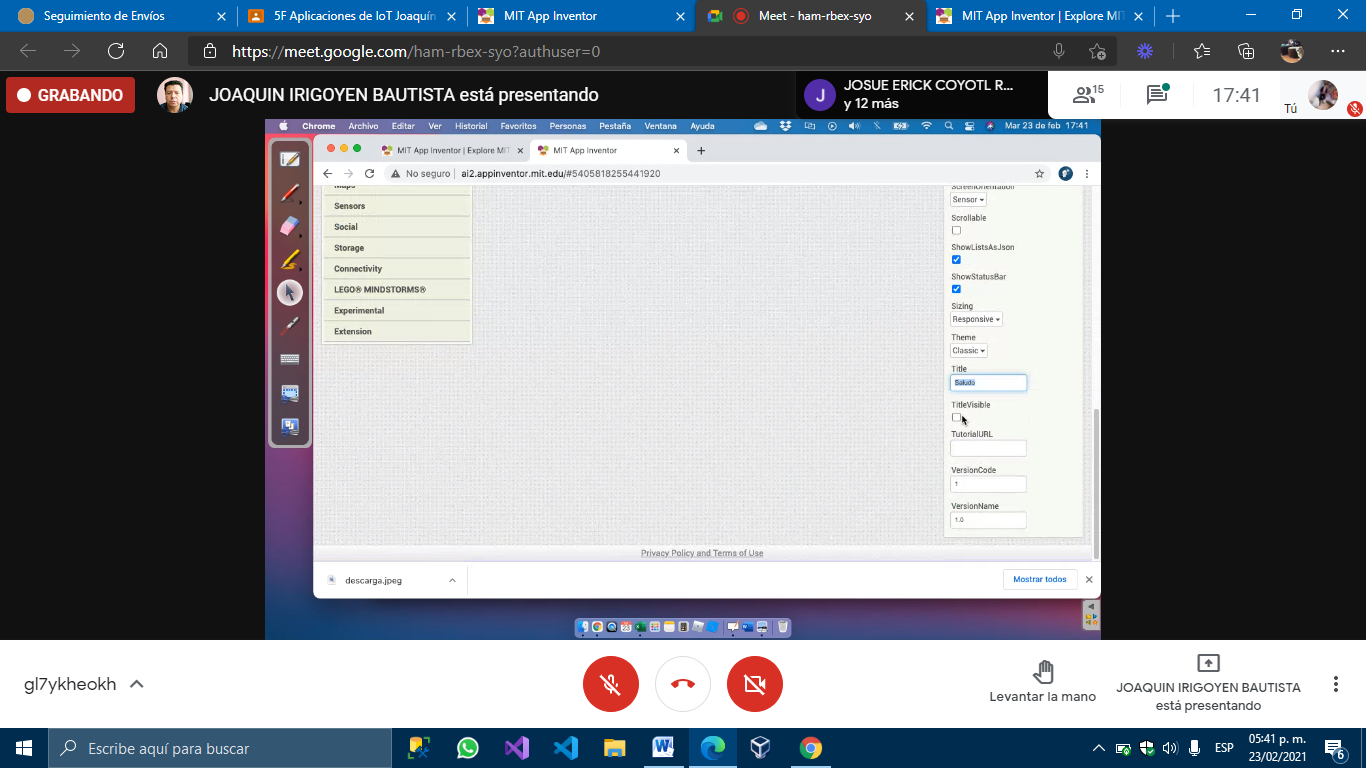 Seguimiento de Envíos
5F Aplicaciones de IoT Joaquín
MIT App Inventor
Meet - ham-rbex-syo
MIT App Inventor | Explore MIT
https://meet.google.com/ham-rbex-syo?authuser=0
GRABANDO
JOAQUIN IRIGOYEN BAUTISTA está presentando
J
JOSUE ERICK COYOTL R...
y 12 más
15
17:41
Tú
Chrome Archivo Editar Ver Historial Favoritos Personas Pestaña Ventana Ayuda
Mar 23 de feb 17:41
MIT App Inventor | Explore MIT
MIT App Inventor
No seguro | ai2.appinventor.mit.edu/#5405818255441920
Maps
Sensors
Social
Storage
Connectivity
LEGO® MINDSTORMS®
Experimental
Extension
ScreenOrientation
Sensor
Scrollable
ShowListsAsJson
ShowStatusBar
Sizing
Responsive
Theme
Classic
Title
Saludo
TitleVisible
TutorialURL
VersionCode
1
VersionName
1.0
Privacy Policy and Terms of Use
descarga.jpeg
Mostrar todos
gl7ykheokh
Levantar la mano
JOAQUIN IRIGOYEN BAUTISTA
está presentando
Escribe aquí para buscar
ESP
05:41 p. m.
23/02/2021
6